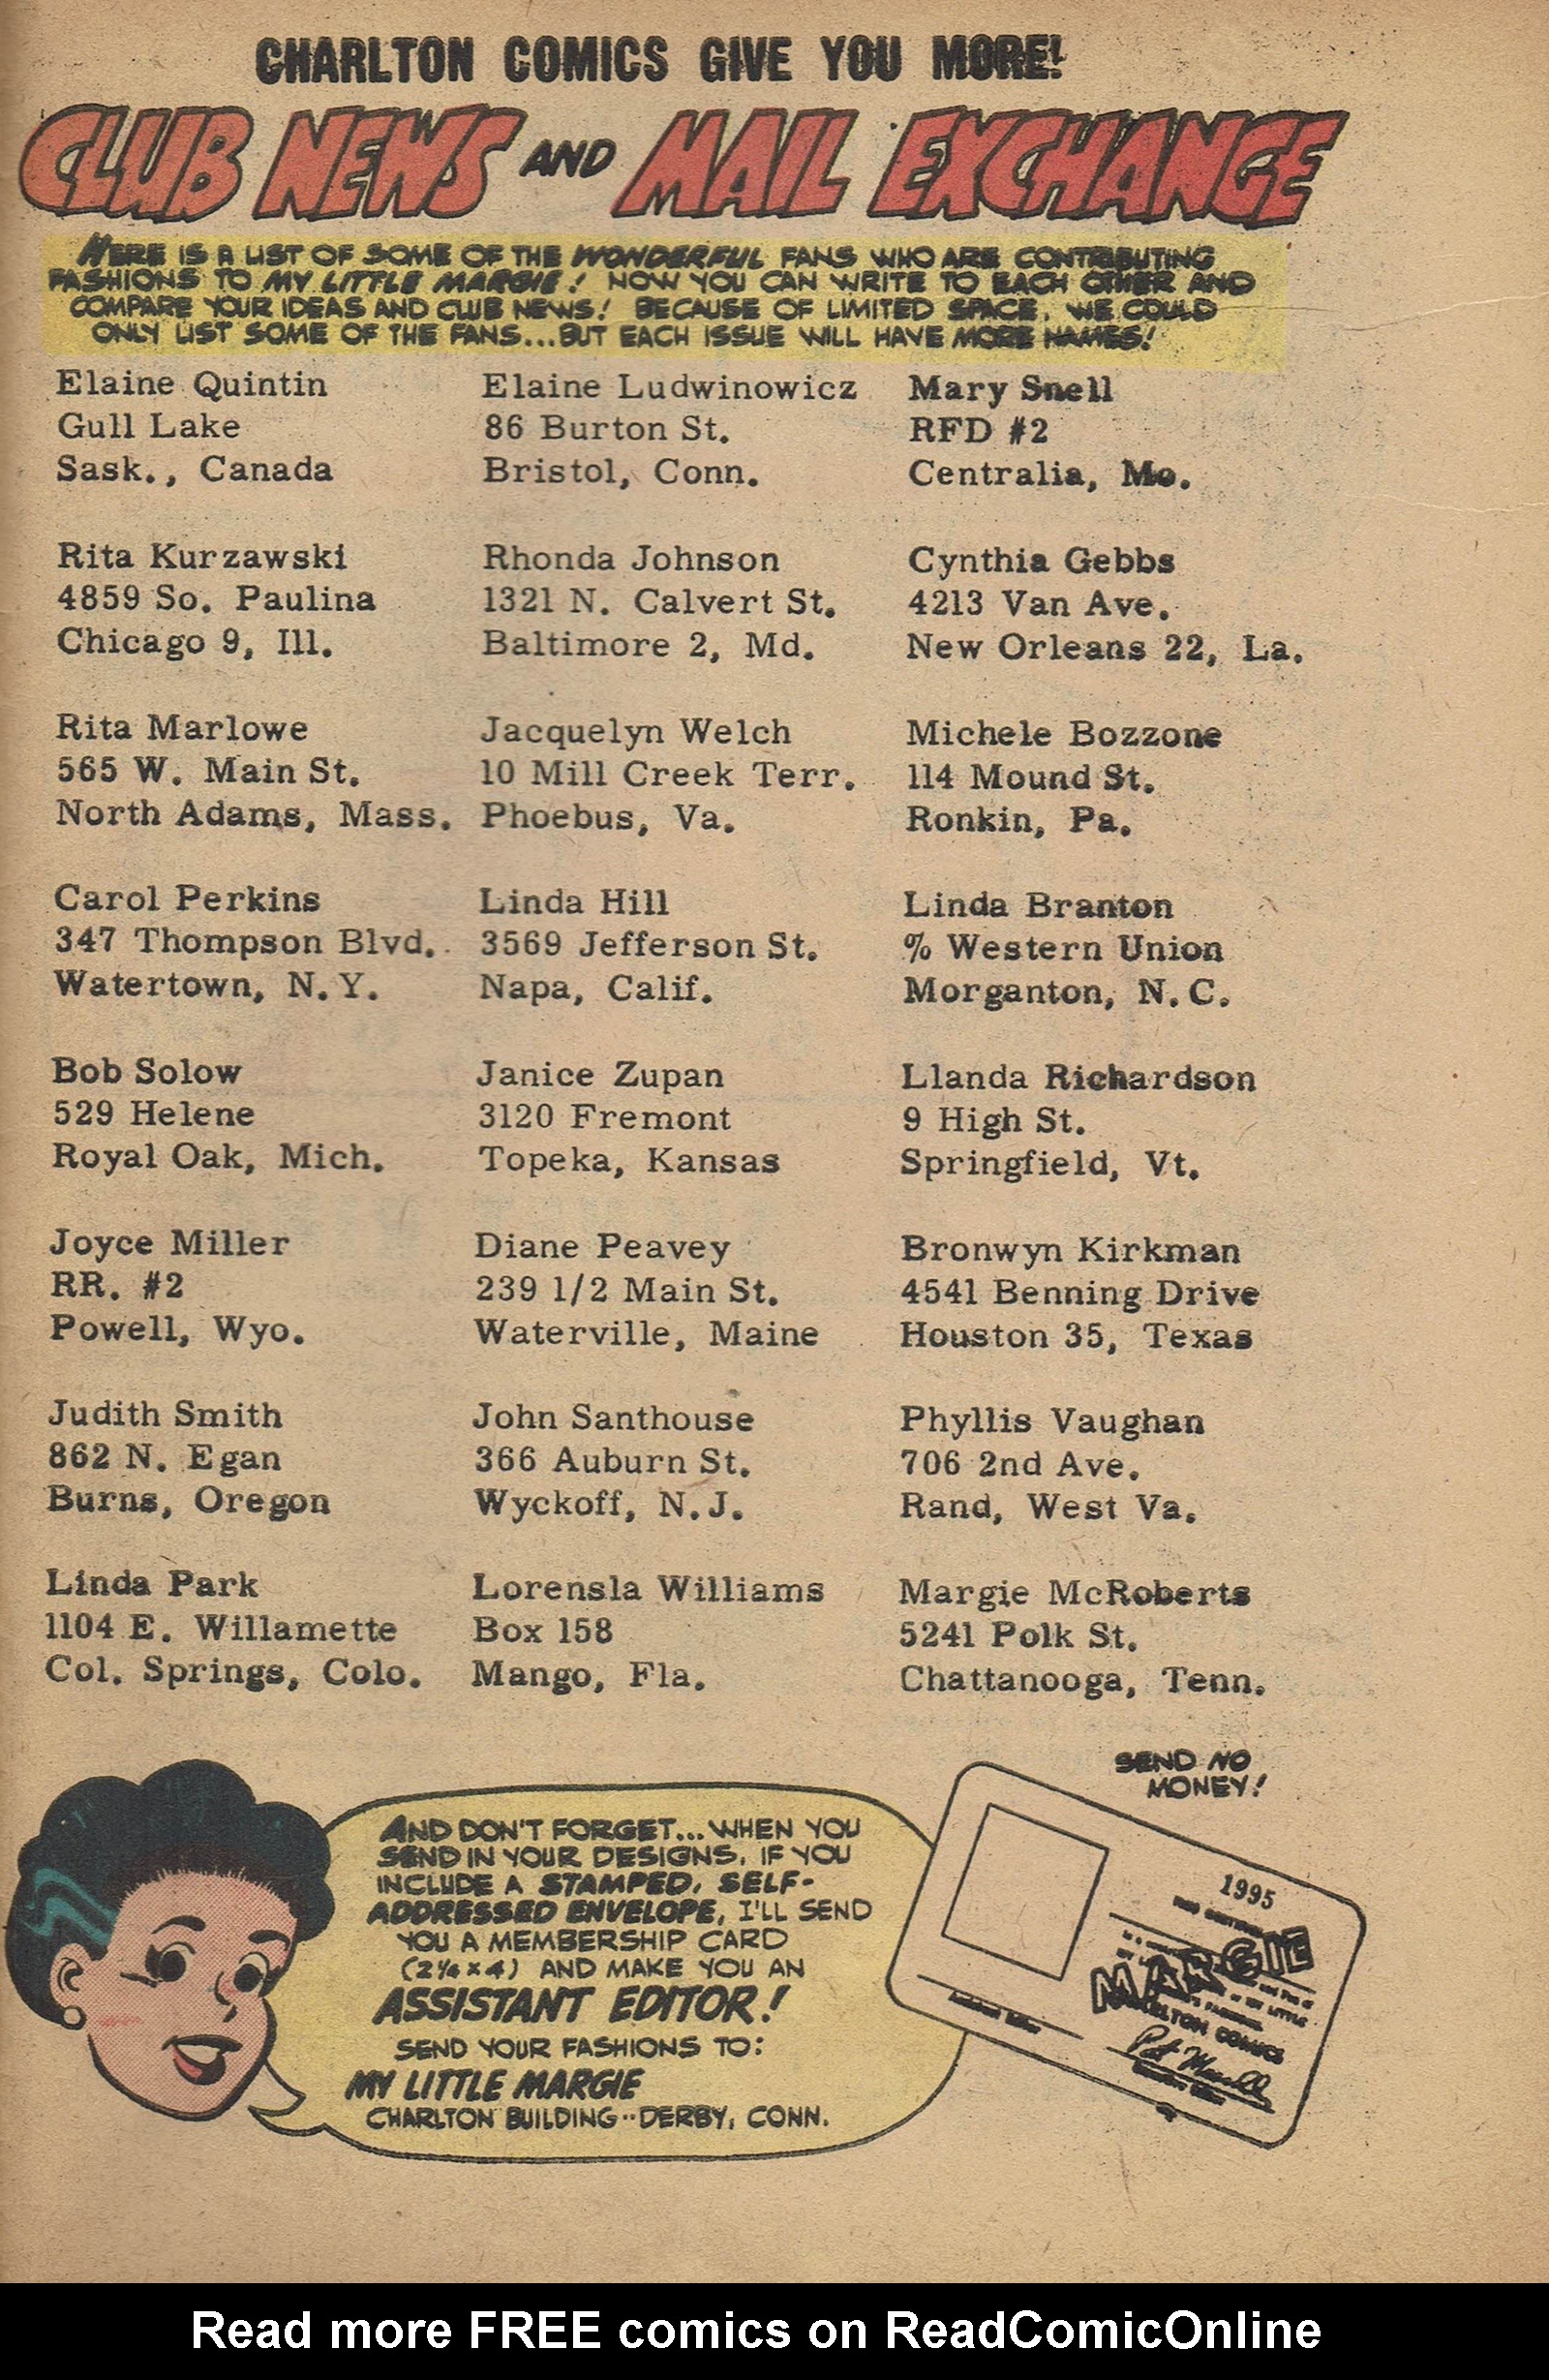 CHARLTON COMICS GIVE YOU MORE!
CLUB NEWS AND MAIL EXCHANGE
HERE IS A LIST OF SOME OF THE WONDERFUL FANS WHO ARE CONTRIBUTING
FASHIONS TO MY LITTLE MARGIE! NOW YOU CAN WRITE TO EACH OTHER AND
COMPARE YOUR IDEAS AND CLUB NEWS! BECAUSE OF LIMITED SPACE, WE COULD
ONLY LIST SOME OF THE FANS...BUT EACH ISSUE WILL HAVE MORE NAMES!
Elaine Quintin
Gull Lake
Sask., Canada
Rita Kurzawski
4859 So. Paulina
Chicago 9, Ill.
Rita Marlowe
565 W. Main St.
North Adams, Mass.
Carol Perkins
347 Thompson Blvd.
Watertown, N.Y.
Bob Solow
529 Helene
Royal Oak, Mich.
Joyce Miller
RR. #2
Powell, Wyo.
Judith Smith
862 N. Egan
Burns, Oregon
Linda Park
1104 E. Willamette
Col. Springs, Colo.
Elaine Ludwinowicz
86 Burton St.
Bristol, Conn.
Rhonda Johnson
1321 N. Calvert St.
Baltimore 2, Md.
Jacquelyn Welch
10 Mill Creek Terr.
Phoebus, Va.
Linda Hill
3569 Jefferson St.
Napa, Calif.
Janice Zupan
3120 Fremont
Topeka, Kansas
Diane Peavey
239 1/2 Main St.
Waterville, Maine
John Santhouse
366 Auburn St.
Wyckoff, N.J.
Lorensla Williams
Box 158
Mango, Fla.
Mary Snell
RFD #2
Centralia, Mo.
Cynthia Gebbs
4213 Van Ave.
New Orleans 22, La.
Michele Bozzone
114 Mound St.
Ronkin, Pa.
Linda Branton
% Western Union
Morganton, N.C.
Llanda Richardson
9 High St.
Springfield, Vt.
Bronwyn Kirkman
4541 Benning Drive
Houston 35, Texas
Phyllis Vaughan
706 2nd Ave.
Rand, West Va.
Margie McRoberts
5241 Polk St.
Chattanooga, Tenn.
AND DON'T FORGET...WHEN YOU
SEND IN YOUR DESIGNS, IF YOU
INCLUDE A STAMPED, SELF-
ADDRESSED ENVELOPE, I'LL SEND
YOU A MEMBERSHIP CARD
(2¼ x 4) AND MAKE YOU AN
ASSISTANT EDITOR!
SEND YOUR FASHIONS TO:
MY LITTLE MARGIE
CHARLTON BUILDING--DERBY, CONN.
SEND NO
MONEY!
1995
MARGIE
CHARLTON COMICS
Read more FREE comics on ReadComicOnline